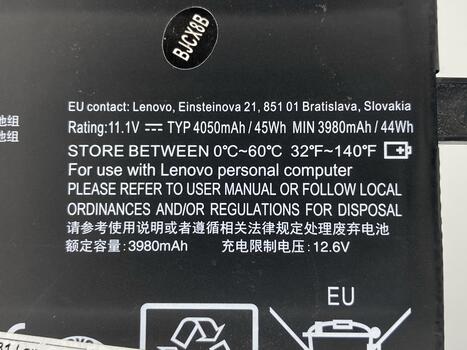 BJCX8B
EU contact: Lenovo, Einsteinova 21, 851 01 Bratislava, Slovakia
池组
Rating: 11.1V ⎓ TYP 4050mAh / 45Wh MIN 3980mAh / 44Wh
STORE BETWEEN 0℃~60℃ 32℉~140℉
For use with Lenovo personal computer
PLEASE REFER TO USER MANUAL OR FOLLOW LOCAL
ORDINANCES AND/OR REGULATIONS FOR DISPOSAL
请参考说明书或者遵循相关法律规定处理废弃电池
额定容量:3980mAh 充电限制电压:12.6V
EU